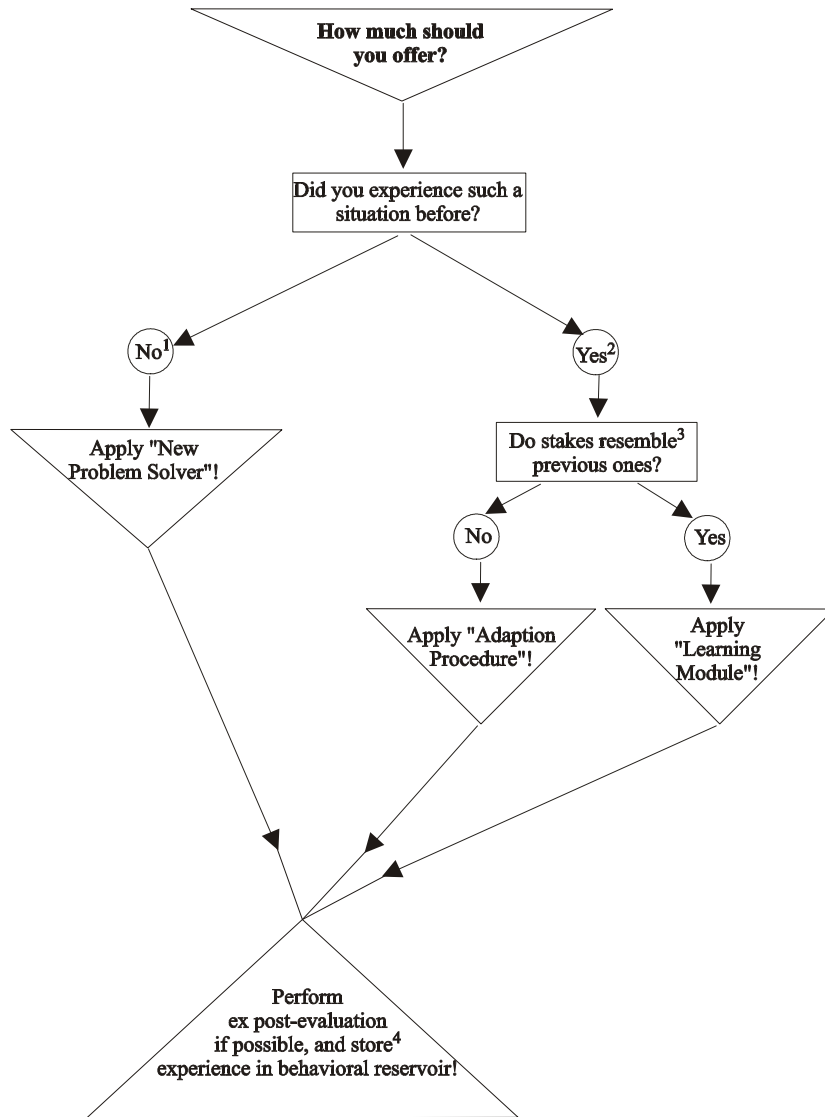 How much should
you offer?
Did you experience such a
situation before?
No¹
Yes²
Apply "New
Problem Solver"!
Do stakes resemble³
previous ones?
No
Yes
Apply "Adaption
Procedure"!
Apply
"Learning
Module"!
Perform
ex post-evaluation
if possible, and store⁴
experience in behavioral reservoir!